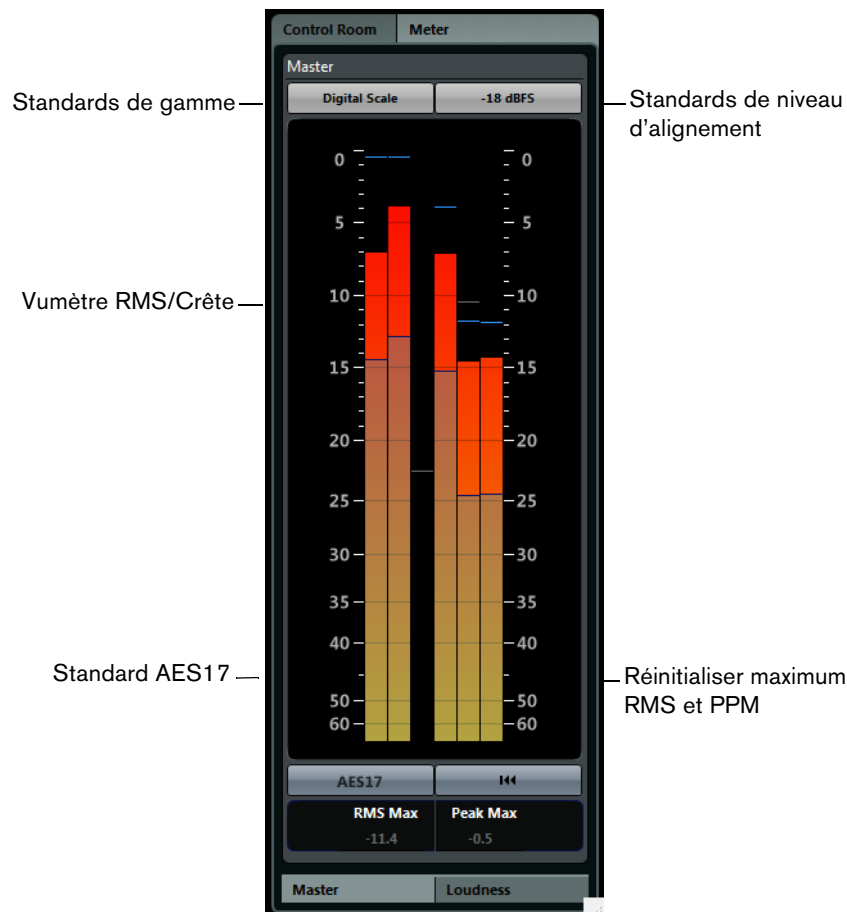 Control Room Meter
Master
Standards de gamme
Digital Scale -18 dBFS
Standards de niveau
d'alignement
0 0
5 5
Vumètre RMS/Crête
10 10
15 15
20 20
25 25
30 30
35 35
40 40
Standard AES17
Réinitialiser maximum
RMS et PPM
50 50
60 60
AES17
RMS Max Peak Max
-11.4 -0.5
Master Loudness